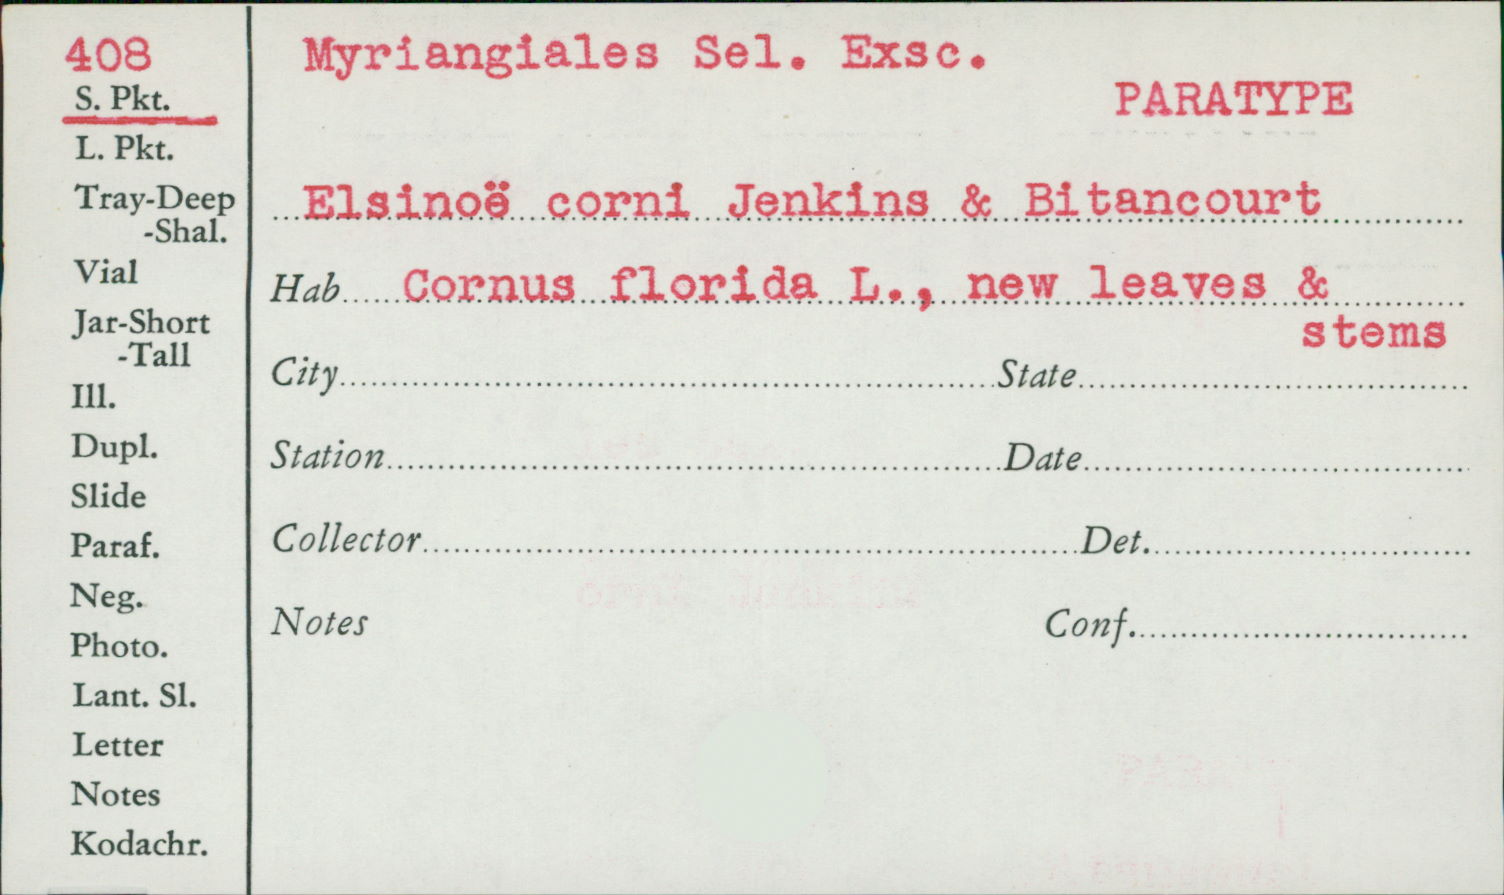 408
S. Pkt.
L. Pkt.
Tray-Deep
-Shal.
Vial
Jar-Short
-Tall
Ill.
Dupl.
Slide
Paraf.
Neg.
Photo.
Lant. Sl.
Letter
Notes
Kodachr.
Myriangiales Sel. Exsc.
PARATYPE
Elsinoë corni Jenkins & Bitancourt
Hab. Cornus florida L., new leaves &
stems
City State
Station Date
Collector Det.
Notes Conf.